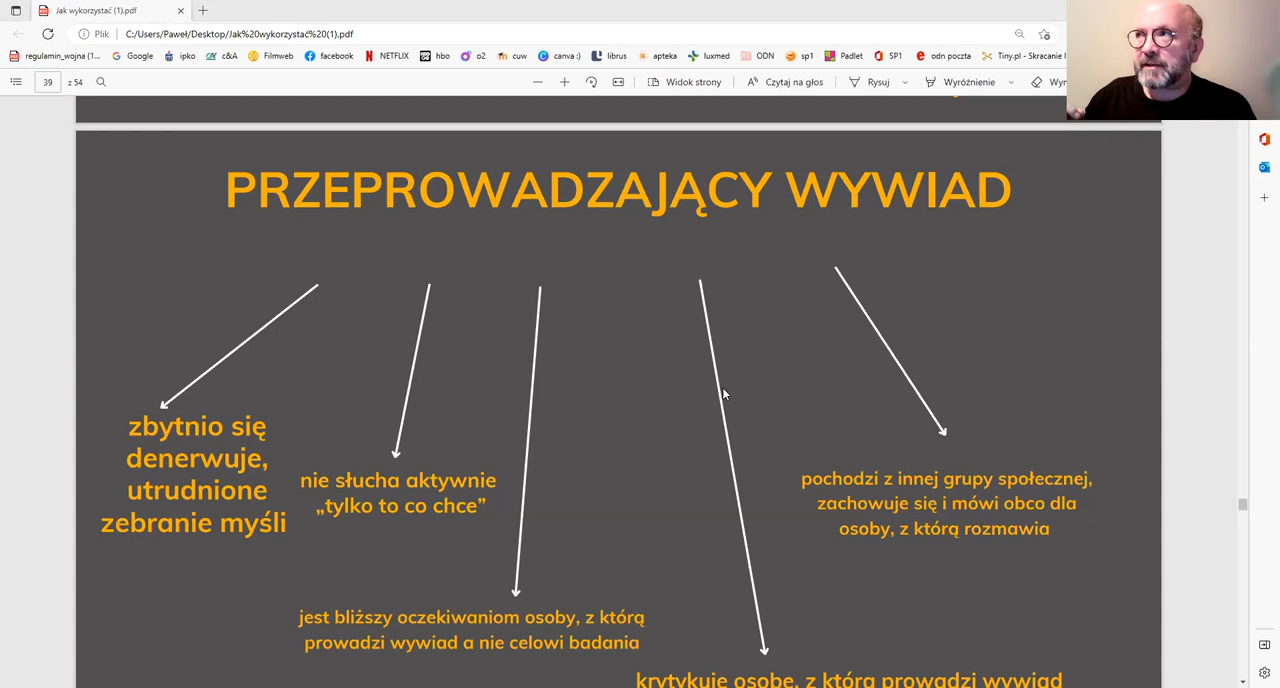 Jak wykorzystać (1).pdf
Plik
C:/Users/Paweł/Desktop/Jak%20wykorzystać%20(1).pdf
regulamin_wojna (1...
Google
ipko
c&A
Filmweb
facebook
NETFLIX
hbo
o2
cuw
canva :)
librus
apteka
luxmed
ODN
sp1
Padlet
SP1
odn poczta
Tiny.pl - Skracanie l
39
z 54
Widok strony
Czytaj na głos
Rysuj
Wyróżnienie
PRZEPROWADZAJĄCY WYWIAD
zbytnio się
denerwuje,
utrudnione
zebranie myśli
nie słucha aktywnie
„tylko to co chce”
jest bliższy oczekiwaniom osoby, z którą
prowadzi wywiad a nie celowi badania
krytykuje osobę, z którą prowadzi wywiad
pochodzi z innej grupy społecznej,
zachowuje się i mówi obco dla
osoby, z którą rozmawia